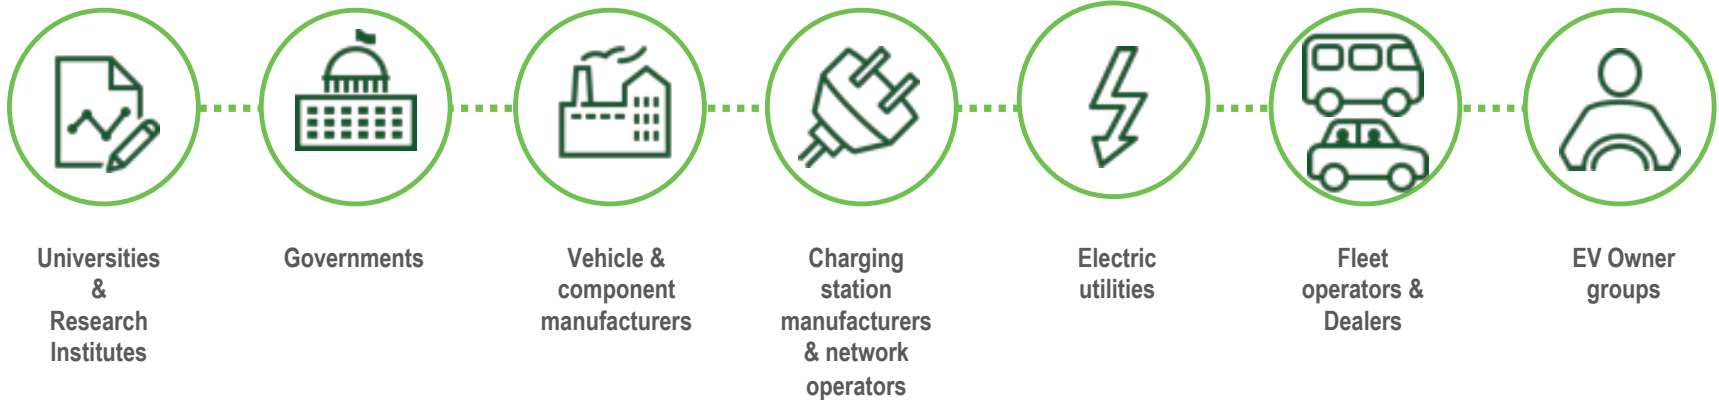 Universities
&
Research
Institutes
Governments
Vehicle &
component
manufacturers
Charging
station
manufacturers
& network
operators
Electric
utilities
Fleet
operators &
Dealers
EV Owner
groups